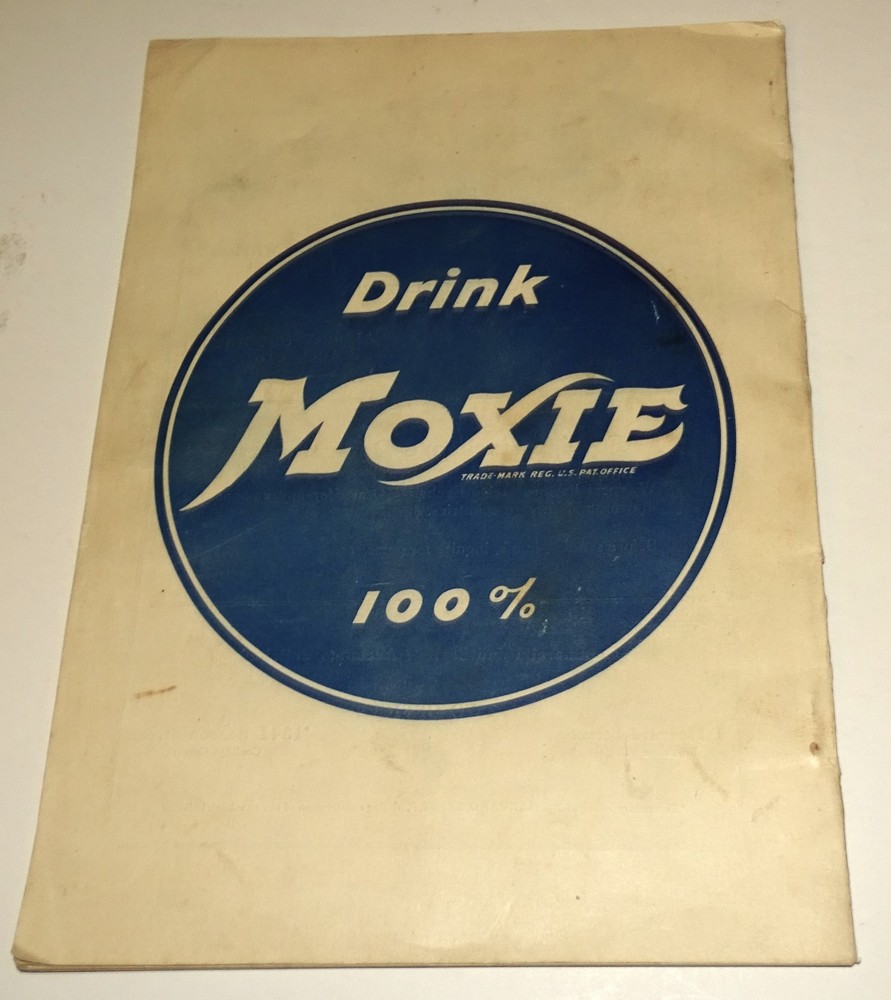 Drink
MOXIE
TRADE-MARK REG. U.S. PAT. OFFICE
100%